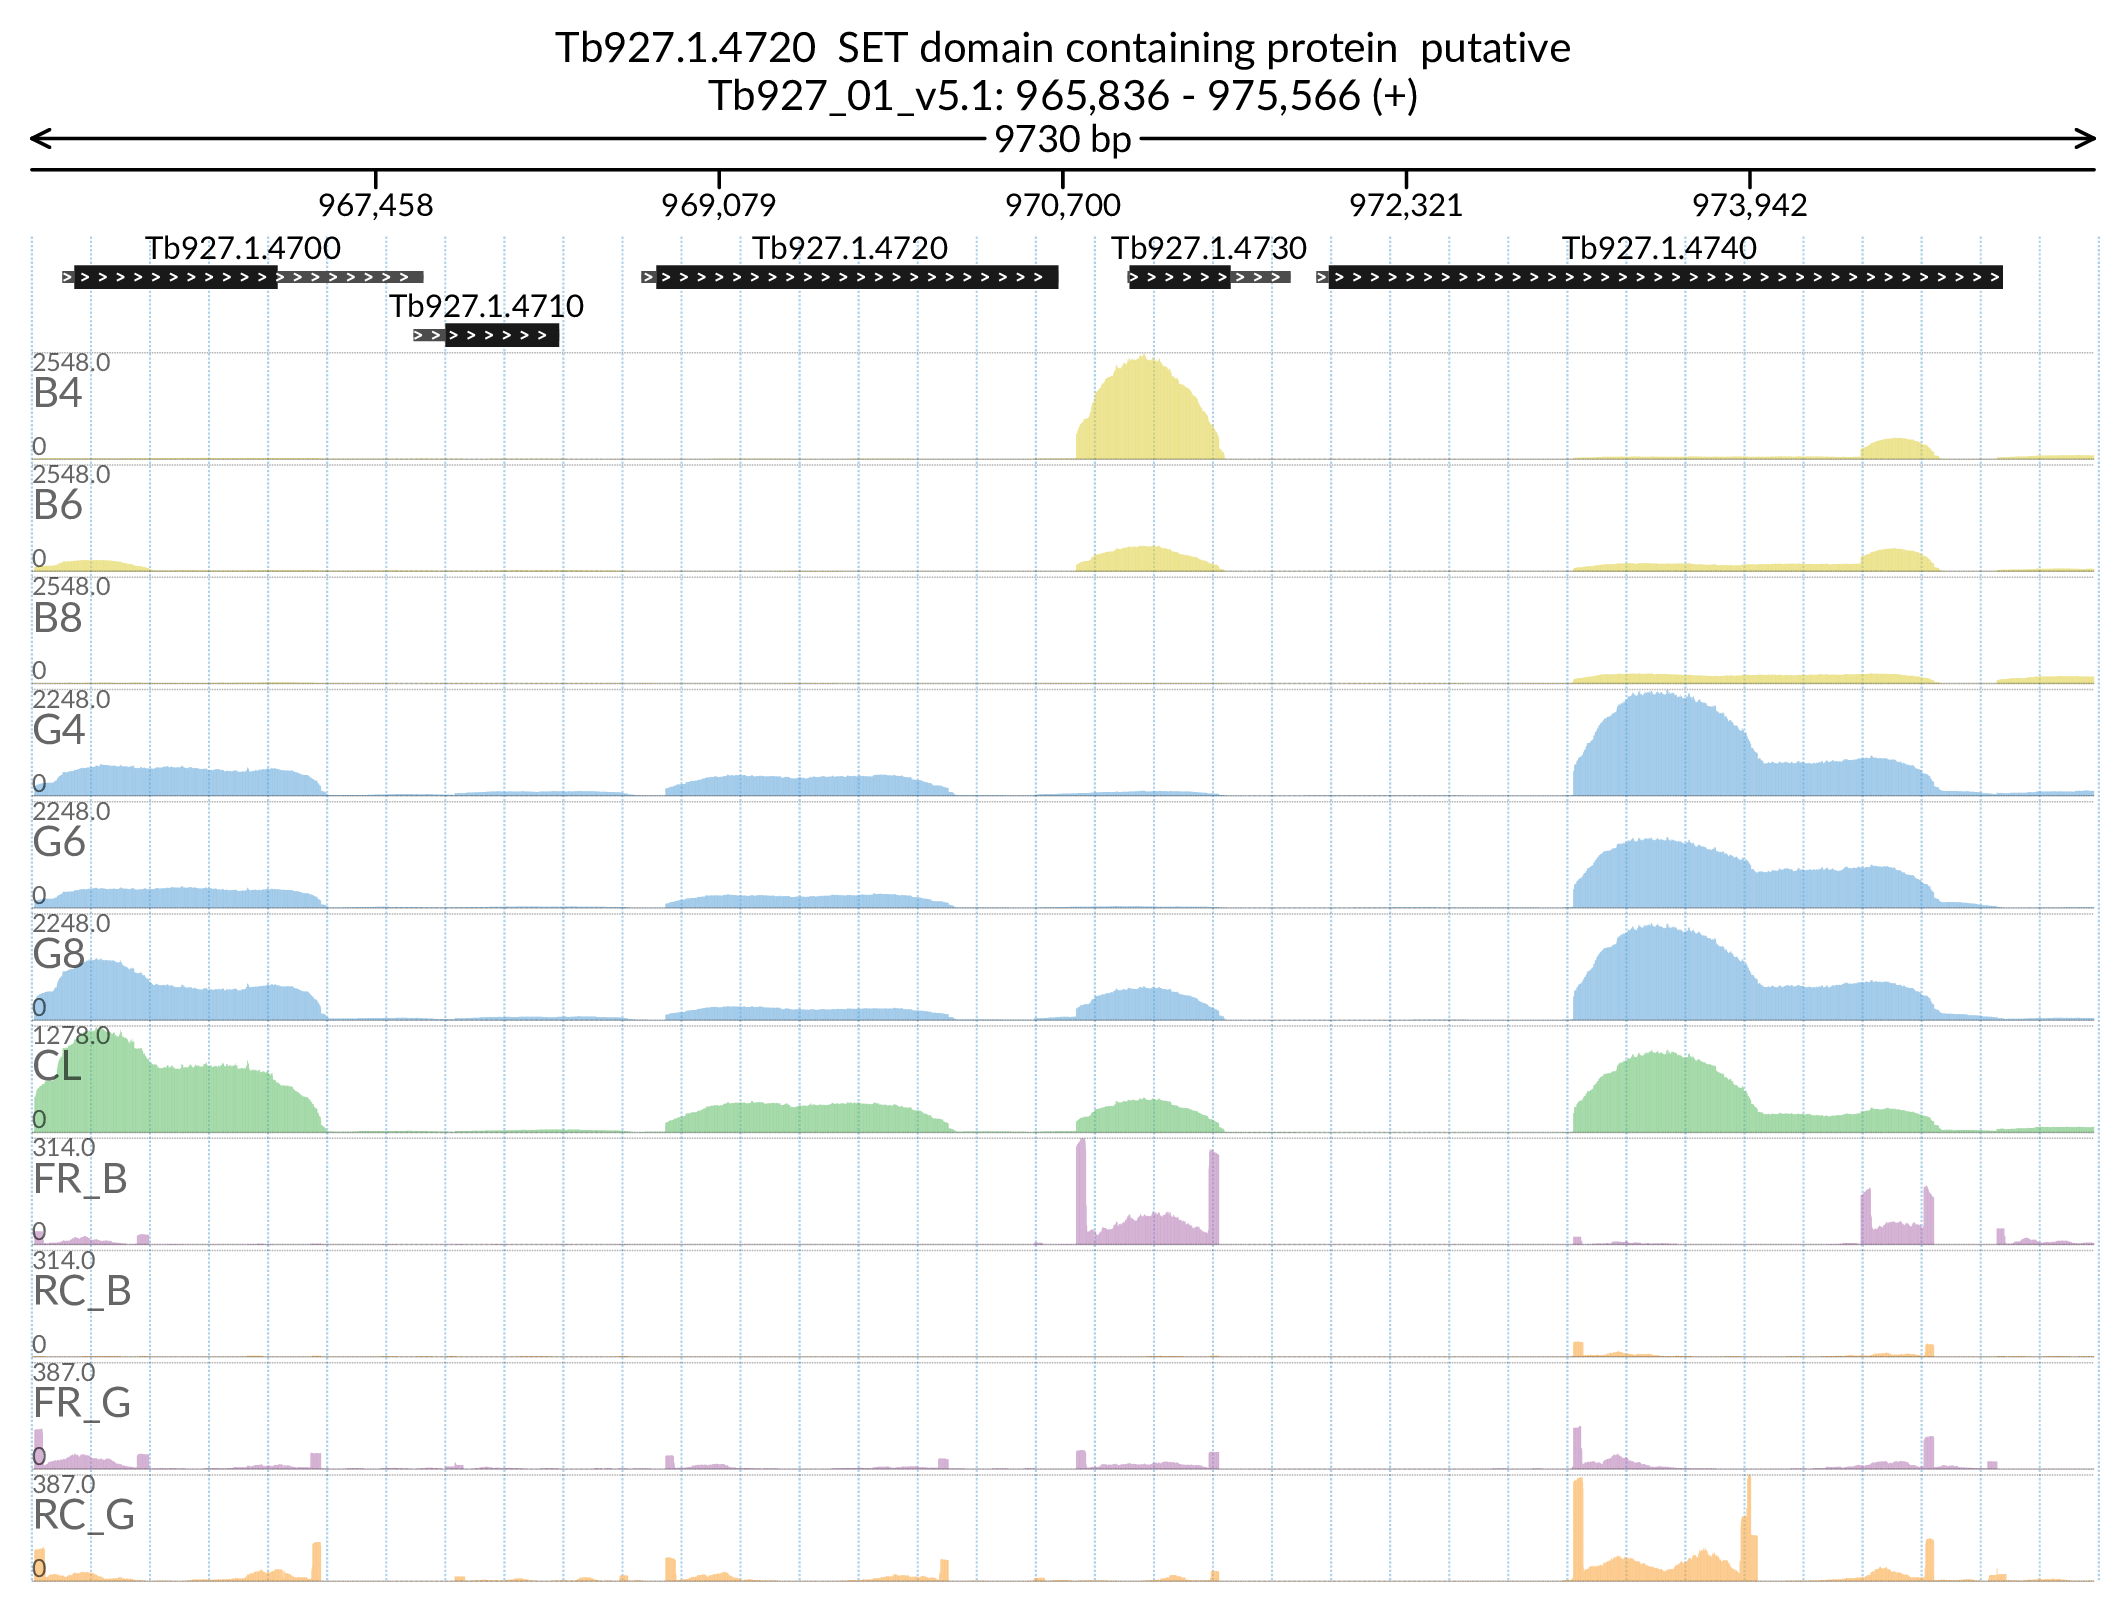 Tb927.1.4720  SET domain containing protein  putative
Tb927_01_v5.1: 965,836 - 975,566 (+)
9730 bp
967,458 969,079 970,700 972,321 973,942
Tb927.1.4700 Tb927.1.4720 Tb927.1.4730 Tb927.1.4740
Tb927.1.4710
2548.0
B4
0
2548.0
B6
0
2548.0
B8
0
2248.0
G4
0
2248.0
G6
0
2248.0
G8
0
1278.0
CL
0
314.0
FR_B
0
314.0
RC_B
0
387.0
FR_G
0
387.0
RC_G
0